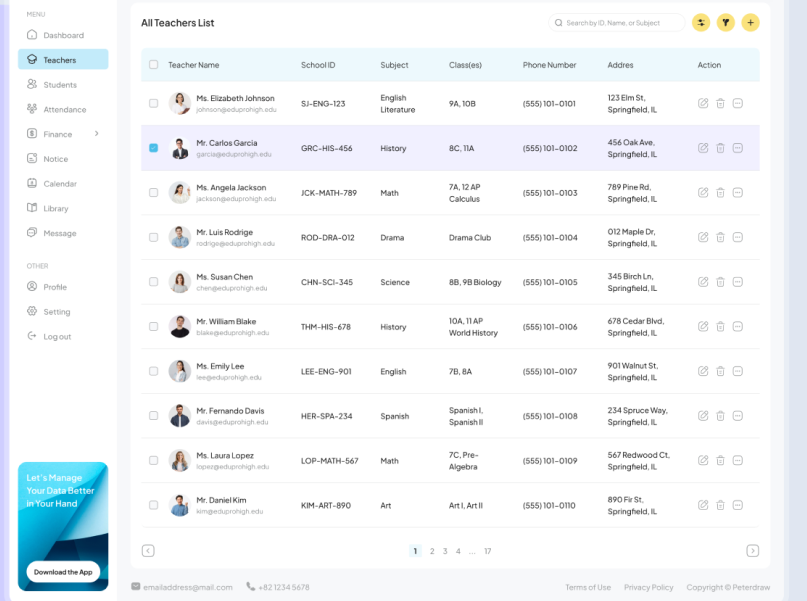 MENU
Dashboard
Teachers
Students
Attendance
Finance
Notice
Calendar
Library
Message
OTHER
Profile
Setting
Log out
Let's Manage
Your Data Better
in Your Hand
Download the App
All Teachers List
Search by ID, Name, or Subject
Teacher Name School ID Subject Class(es) Phone Number Addres Action
Ms. Elizabeth Johnson
johnson@eduprohigh.edu
SJ-ENG-123
English
Literature
9A, 10B
(555) 101-0101
123 Elm St,
Springfield, IL
Mr. Carlos Garcia
garcia@eduprohigh.edu
GRC-HIS-456
History
8C, 11A
(555) 101-0102
456 Oak Ave,
Springfield, IL
Ms. Angela Jackson
jackson@eduprohigh.edu
JCK-MATH-789
Math
7A, 12 AP
Calculus
(555) 101-0103
789 Pine Rd,
Springfield, IL
Mr. Luis Rodrige
rodrige@eduprohigh.edu
ROD-DRA-012
Drama
Drama Club
(555) 101-0104
012 Maple Dr,
Springfield, IL
Ms. Susan Chen
chen@eduprohigh.edu
CHN-SCI-345
Science
8B, 9B Biology
(555) 101-0105
345 Birch Ln,
Springfield, IL
Mr. William Blake
blake@eduprohigh.edu
THM-HIS-678
History
10A, 11 AP
World History
(555) 101-0106
678 Cedar Blvd,
Springfield, IL
Ms. Emily Lee
lee@eduprohigh.edu
LEE-ENG-901
English
7B, 8A
(555) 101-0107
901 Walnut St,
Springfield, IL
Mr. Fernando Davis
davis@eduprohigh.edu
HER-SPA-234
Spanish
Spanish I,
Spanish II
(555) 101-0108
234 Spruce Way,
Springfield, IL
Ms. Laura Lopez
lopez@eduprohigh.edu
LOP-MATH-567
Math
7C, Pre-
Algebra
(555) 101-0109
567 Redwood Ct,
Springfield, IL
Mr. Daniel Kim
kim@eduprohigh.edu
KIM-ART-890
Art
Art I, Art II
(555) 101-0110
890 Fir St,
Springfield, IL
1 2 3 4 ... 17
emailaddress@mail.com +82 1234 5678 Terms of Use Privacy Policy Copyright © Peterdraw